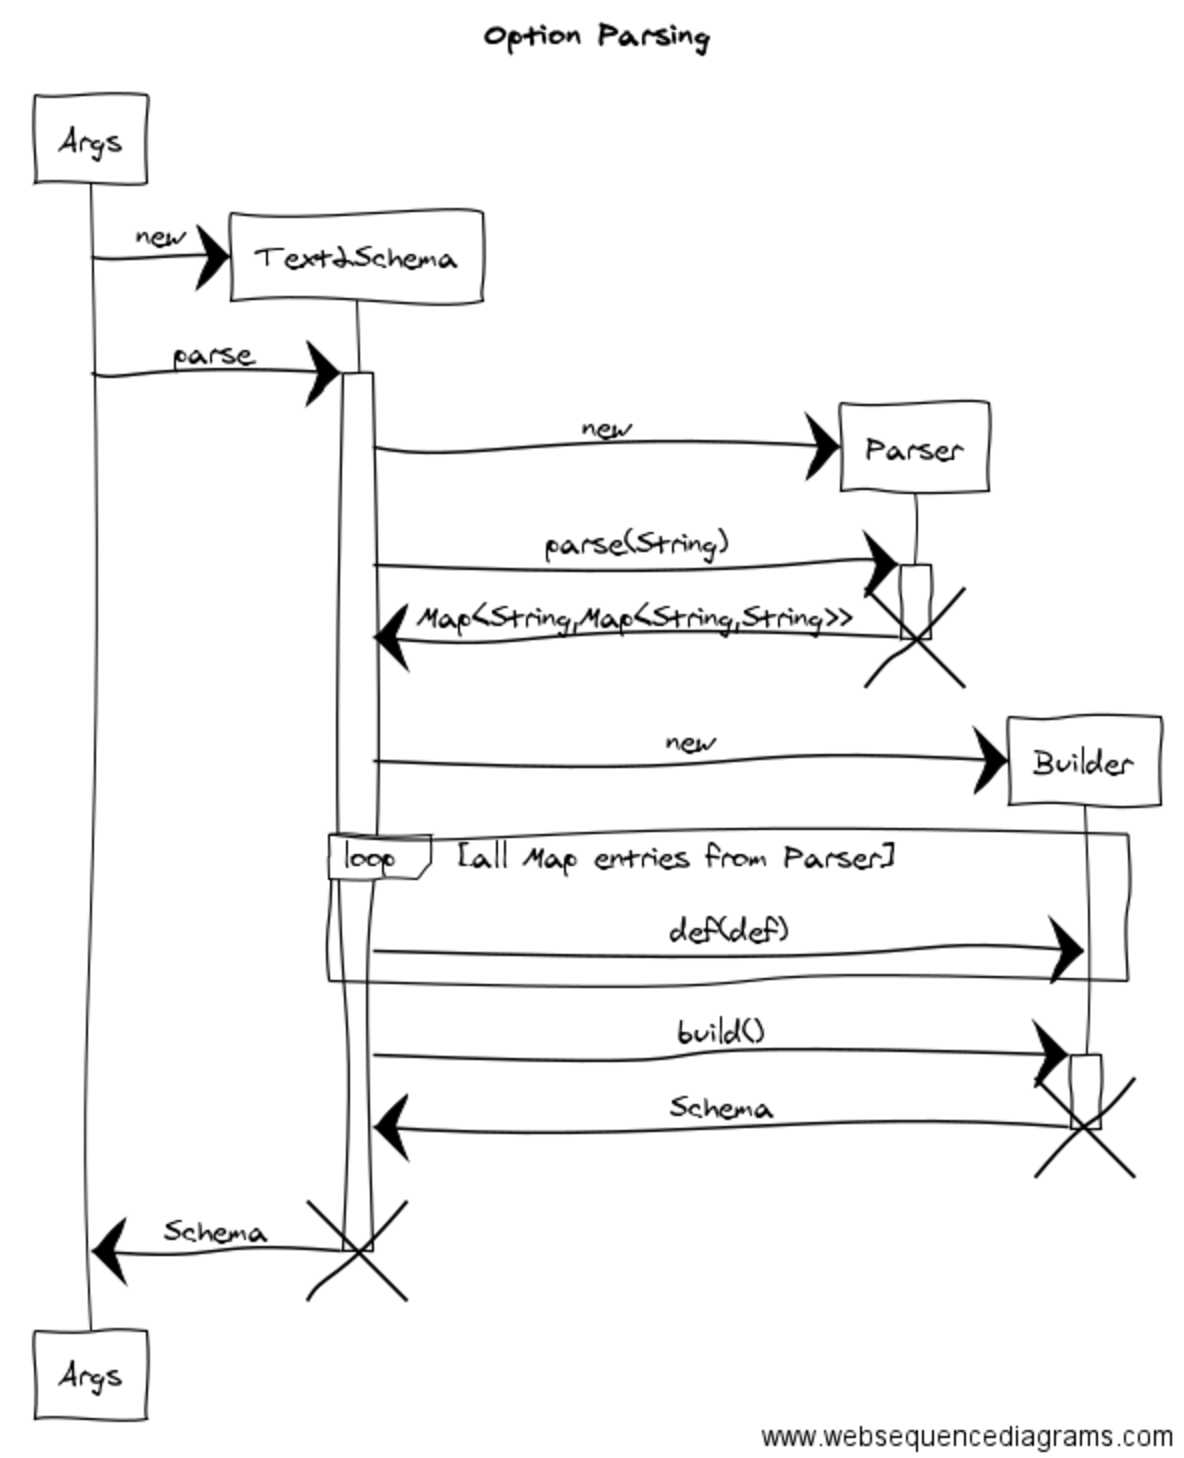 Option Parsing
Args
new
Text2Schema
parse
new
Parser
parse(String)
Map<String,Map<String,String>>
new
Builder
loop [all Map entries from Parser]
def(def)
build()
Schema
Schema
Args
www.websequencediagrams.com